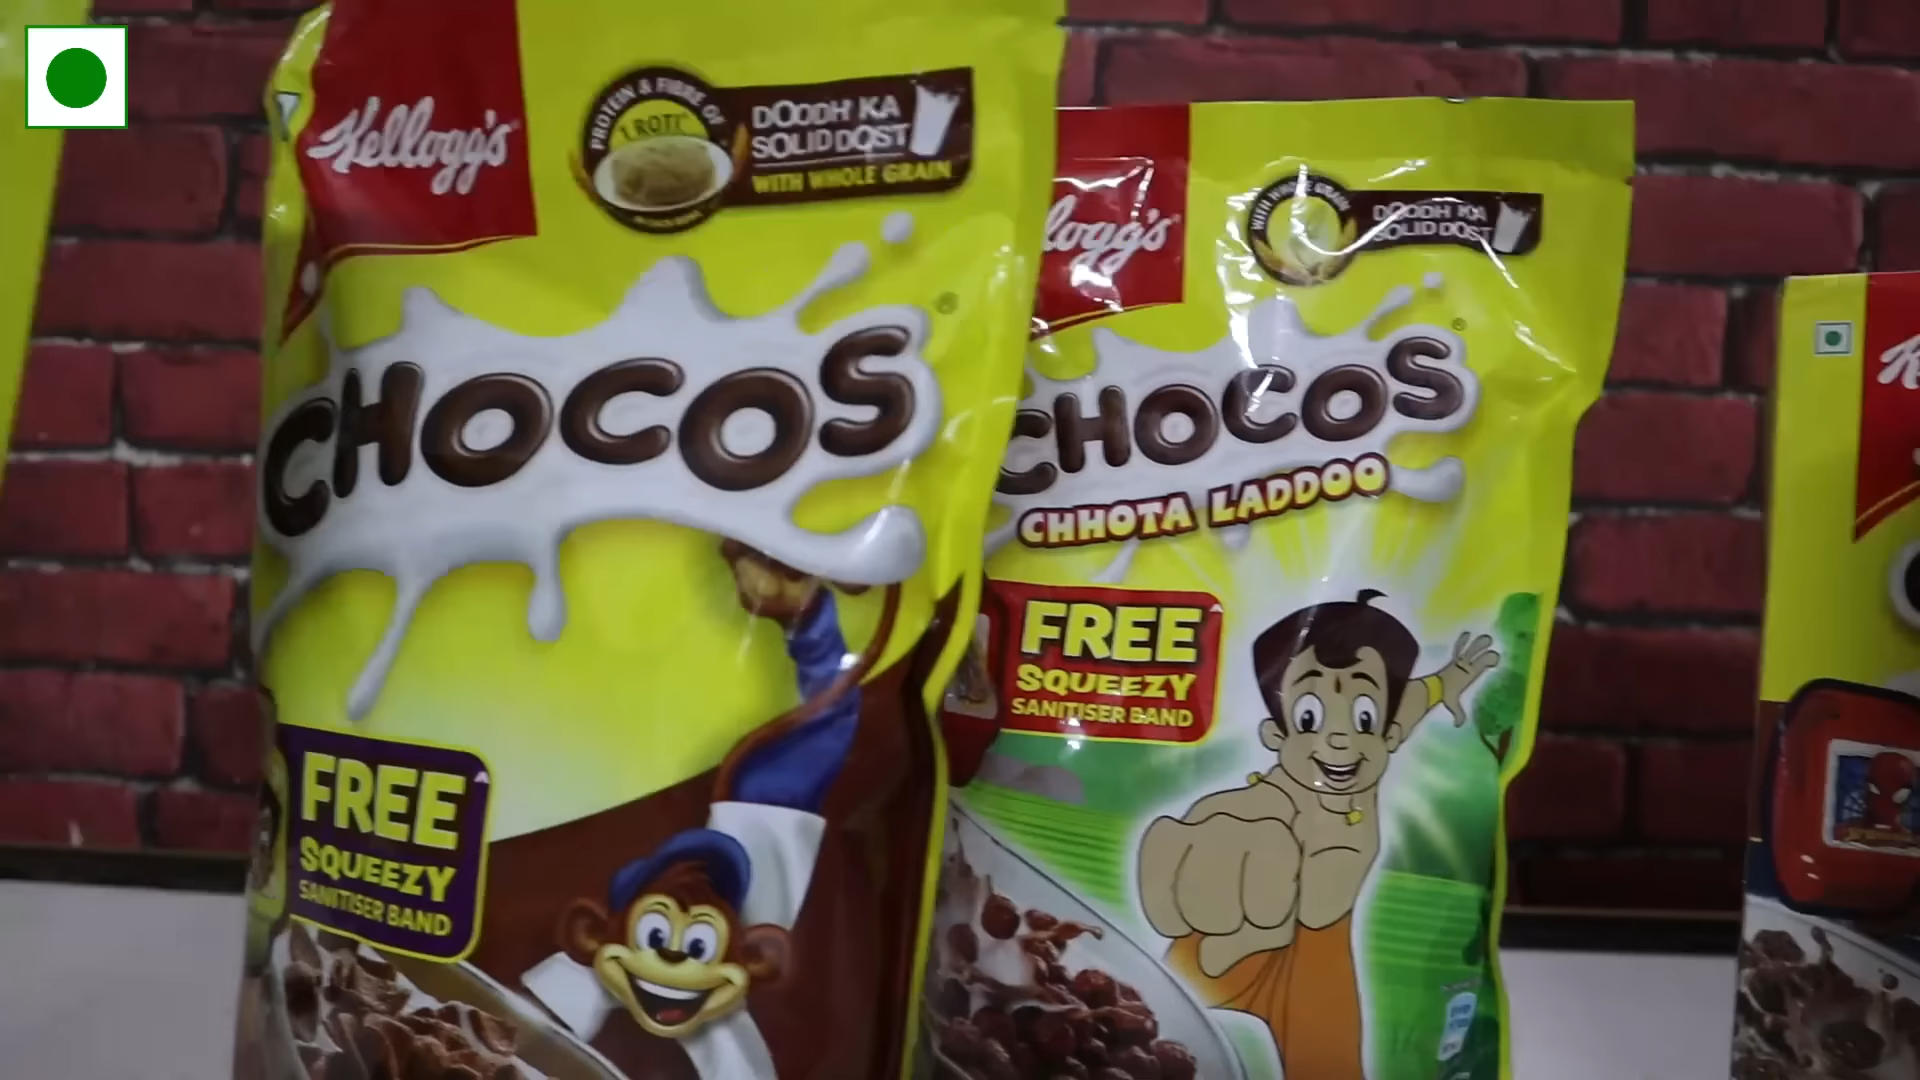 Kellogg's
PROTEIN & FIBRE OF
1 ROTI*
DOODH KA
SOLID DOST
WITH WHOLE GRAIN
CHOCOS®
FREE^
SQUEEZY
SANITISER BAND
logg's
WITH WHOLE GRAIN
DOODH KA
SOLID DOST
CHOCOS®
CHHOTA LADDOO
FREE^
SQUEEZY
SANITISER BAND
K